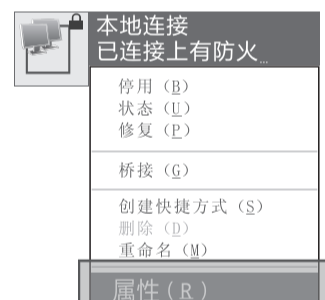 本地连接
已连接上有防火...
停用（B）
状态（U）
修复（P）
桥接（G）
创建快捷方式（S）
删除（D）
重命名（M）
属性(R)